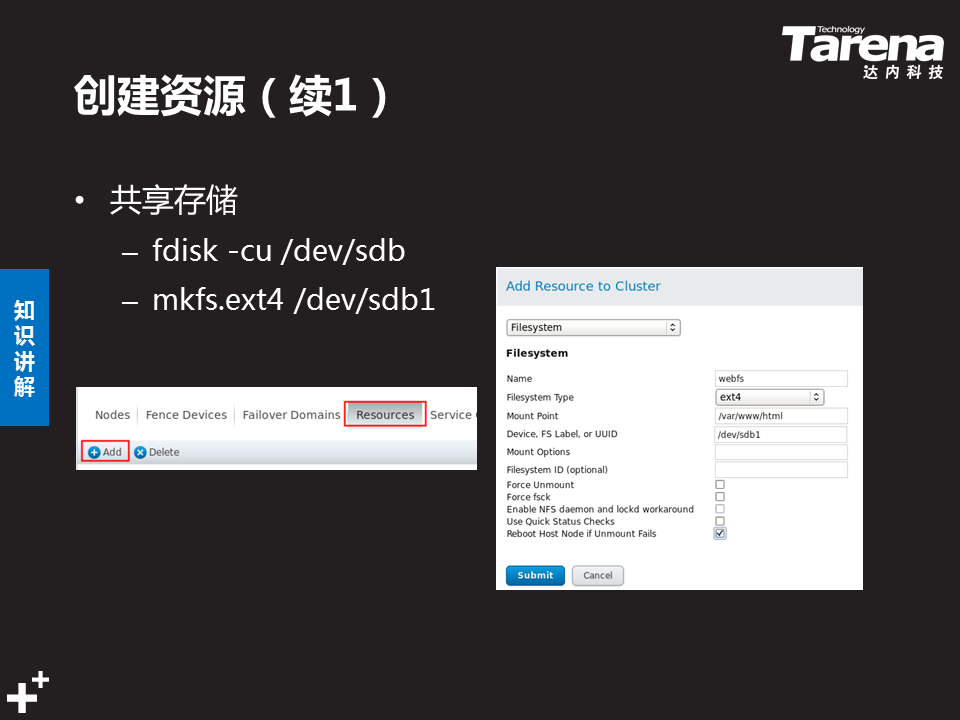 Technology
Tarena
达内科技
创建资源（续1）
• 共享存储
– fdisk -cu /dev/sdb
– mkfs.ext4 /dev/sdb1
知识讲解
Nodes Fence Devices Failover Domains Resources Service
Add Delete
Add Resource to Cluster
Filesystem
Filesystem
Name webfs
Filesystem Type ext4
Mount Point /var/www/html
Device, FS Label, or UUID /dev/sdb1
Mount Options
Filesystem ID (optional)
Force Unmount
Force fsck
Enable NFS daemon and lockd workaround
Use Quick Status Checks
Reboot Host Node if Unmount Fails
Submit Cancel